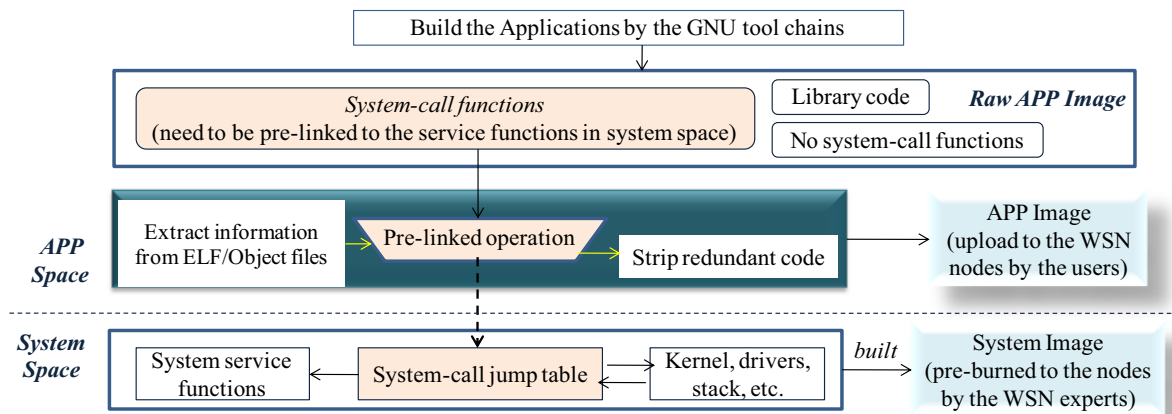 Build the Applications by the GNU tool chains
System-call functions
(need to be pre-linked to the service functions in system space)
Library code
No system-call functions
Raw APP Image
APP
Space
Extract information
from ELF/Object files
Pre-linked operation
Strip redundant code
APP Image
(upload to the WSN
nodes by the users)
System
Space
System service
functions
System-call jump table
Kernel, drivers,
stack, etc.
built
System Image
(pre-burned to the nodes
by the WSN experts)